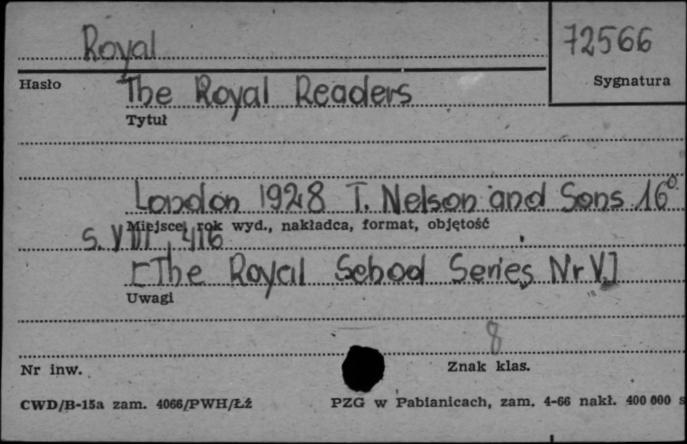 Royal
72566
Hasło
Sygnatura
The Royal Readers
Tytuł
London 1928 T. Nelson and Sons 16°
Miejsce, rok wyd., nakładca, format, objętość
S. VIII, 416
[The Royal School Series Nr V]
Uwagi
8
Nr inw.
Znak klas.
CWD/B-15a zam. 4066/PWH/Łż
PZG w Pabianicach, zam. 4-66 nakł. 400 000 s